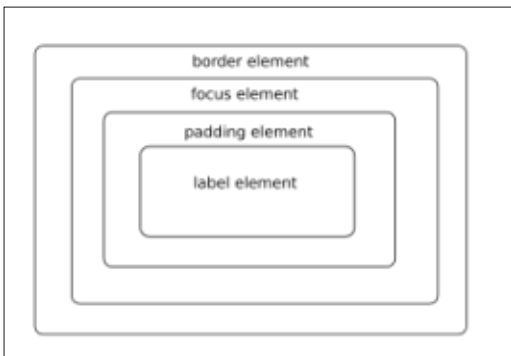 border element
focus element
padding element
label element